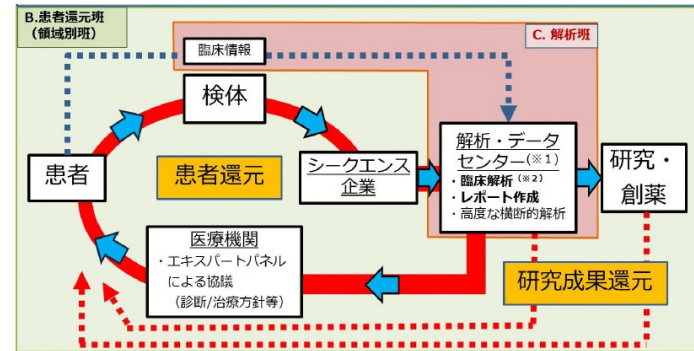 B.患者還元班
（領域別班）
C. 解析班
臨床情報
検体
患者
患者還元
シークエンス
企業
解析・データ
センター(※1)
・臨床解析(※2)
・レポート作成
・高度な横断的解析
研究・
創薬
医療機関
・エキスパートパネル
による協議
（診断/治療方針等）
研究成果還元